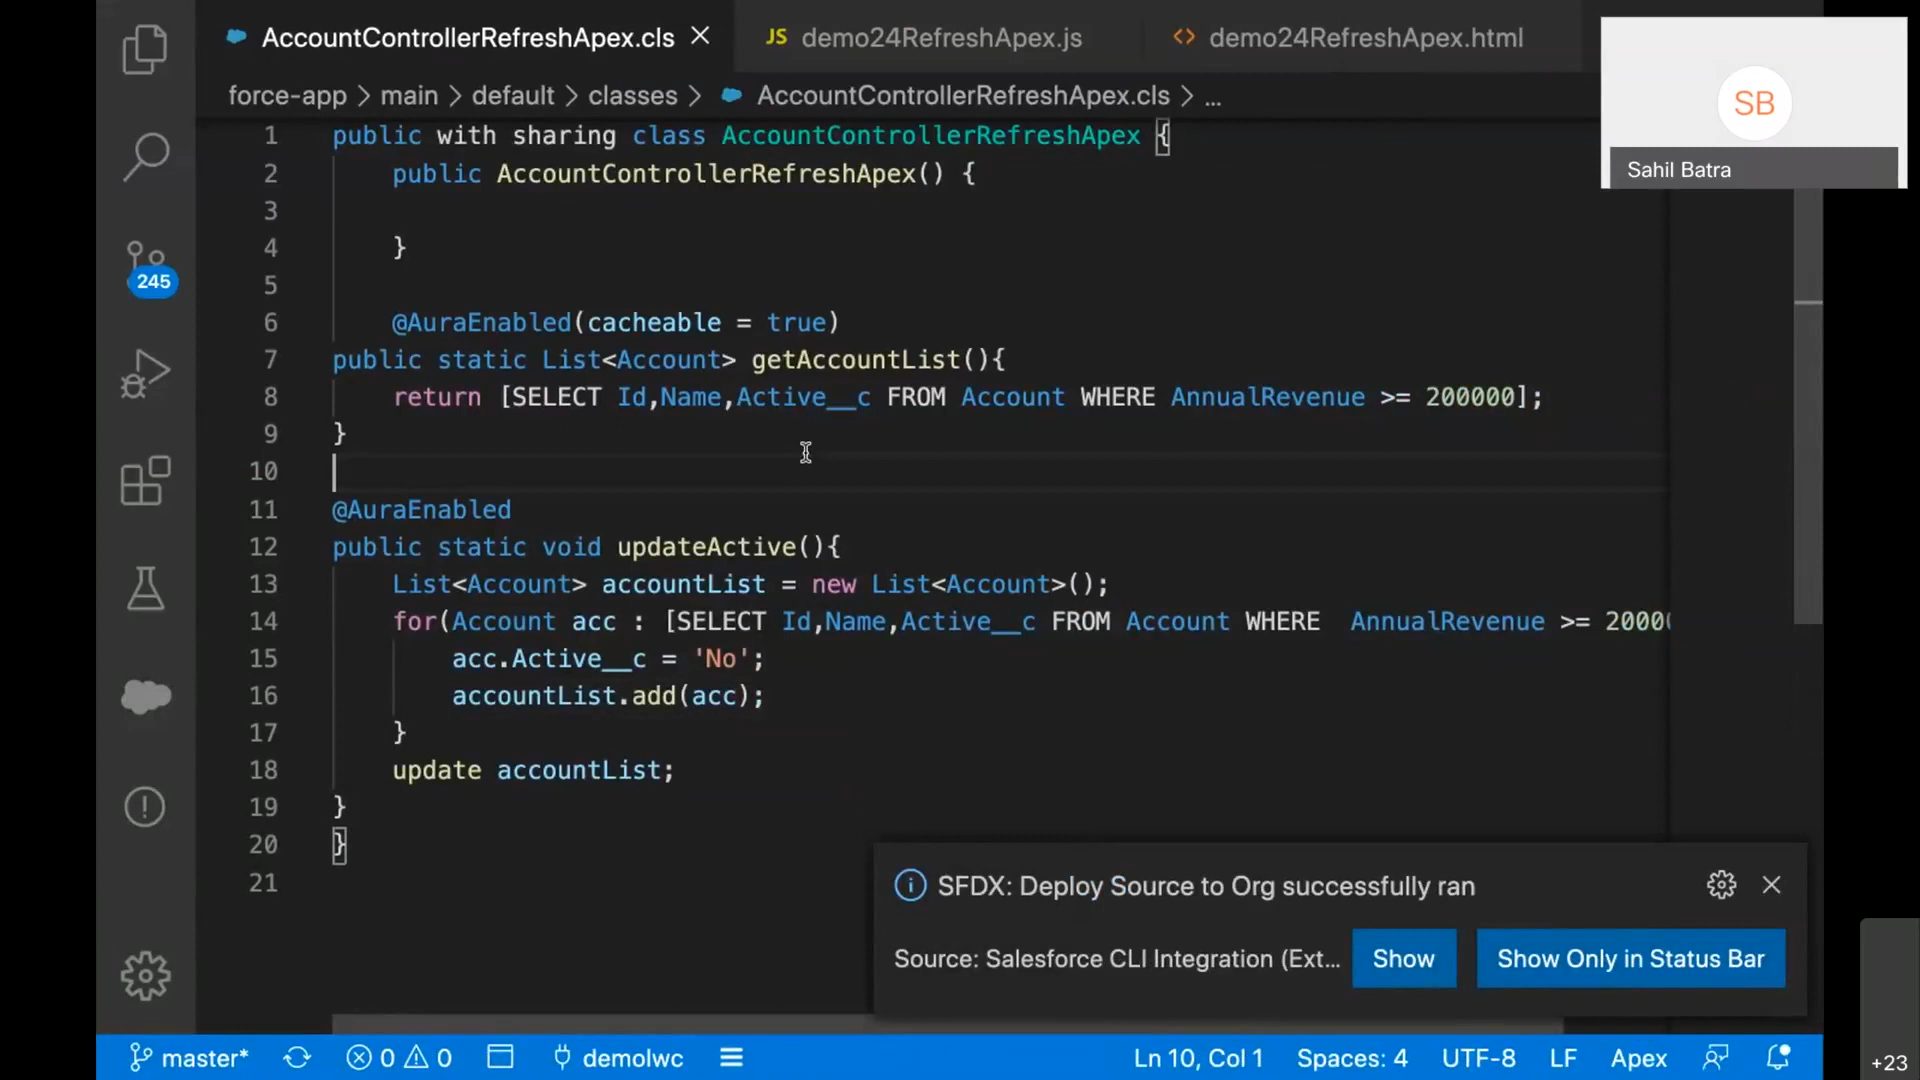 AccountControllerRefreshApex.cls
JS demo24RefreshApex.js
<> demo24RefreshApex.html
force-app > main > default > classes > AccountControllerRefreshApex.cls > ...
SB
Sahil Batra
245
1 public with sharing class AccountControllerRefreshApex {
2 public AccountControllerRefreshApex() {
3
4 }
5
6 @AuraEnabled(cacheable = true)
7 public static List<Account> getAccountList(){
8 return [SELECT Id,Name,Active__c FROM Account WHERE AnnualRevenue >= 200000];
9 }
10
11 @AuraEnabled
12 public static void updateActive(){
13 List<Account> accountList = new List<Account>();
14 for(Account acc : [SELECT Id,Name,Active__c FROM Account WHERE AnnualRevenue >= 2000
15 acc.Active__c = 'No';
16 accountList.add(acc);
17 }
18 update accountList;
19 }
20 }
21
SFDX: Deploy Source to Org successfully ran
Source: Salesforce CLI Integration (Ext...
Show
Show Only in Status Bar
master* 0 0 demolwc
Ln 10, Col 1 Spaces: 4 UTF-8 LF Apex
+23